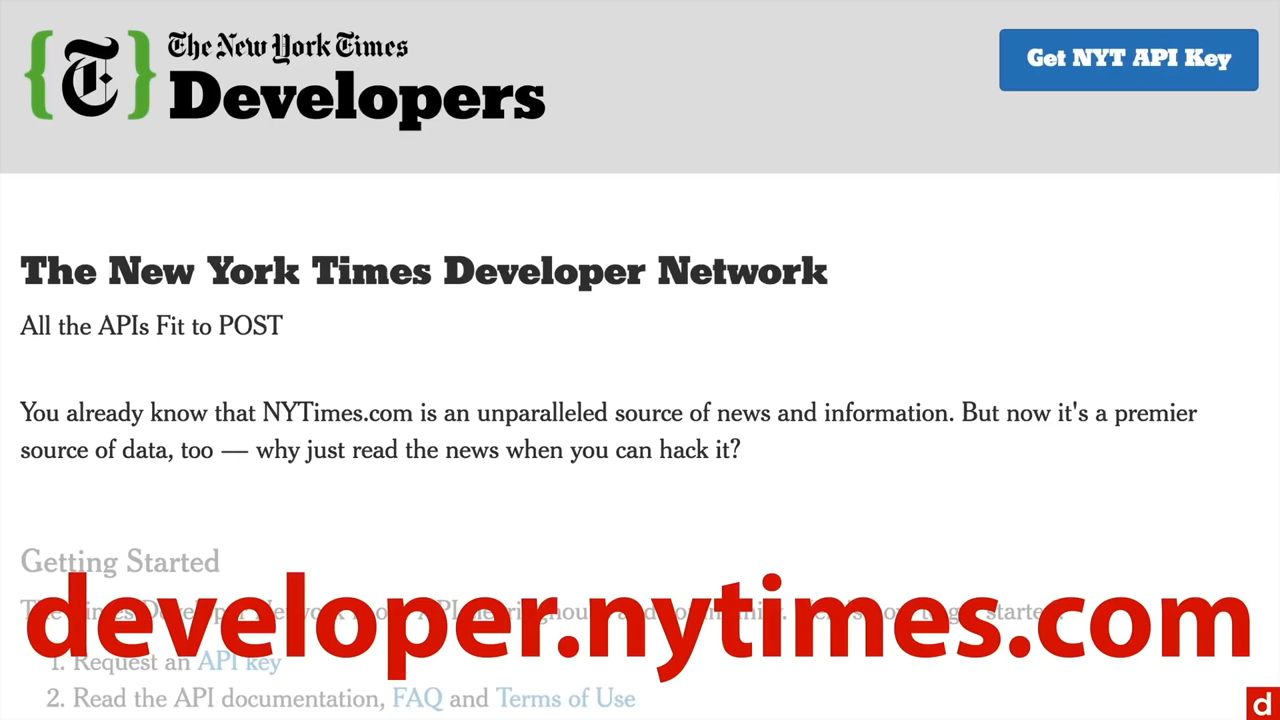 {T} The New York Times
Developers
Get NYT API Key
The New York Times Developer Network
All the APIs Fit to POST
You already know that NYTimes.com is an unparalleled source of news and information. But now it's a premier
source of data, too — why just read the news when you can hack it?
Getting Started
developer.nytimes.com
1. Request an API key
2. Read the API documentation, FAQ and Terms of Use
d